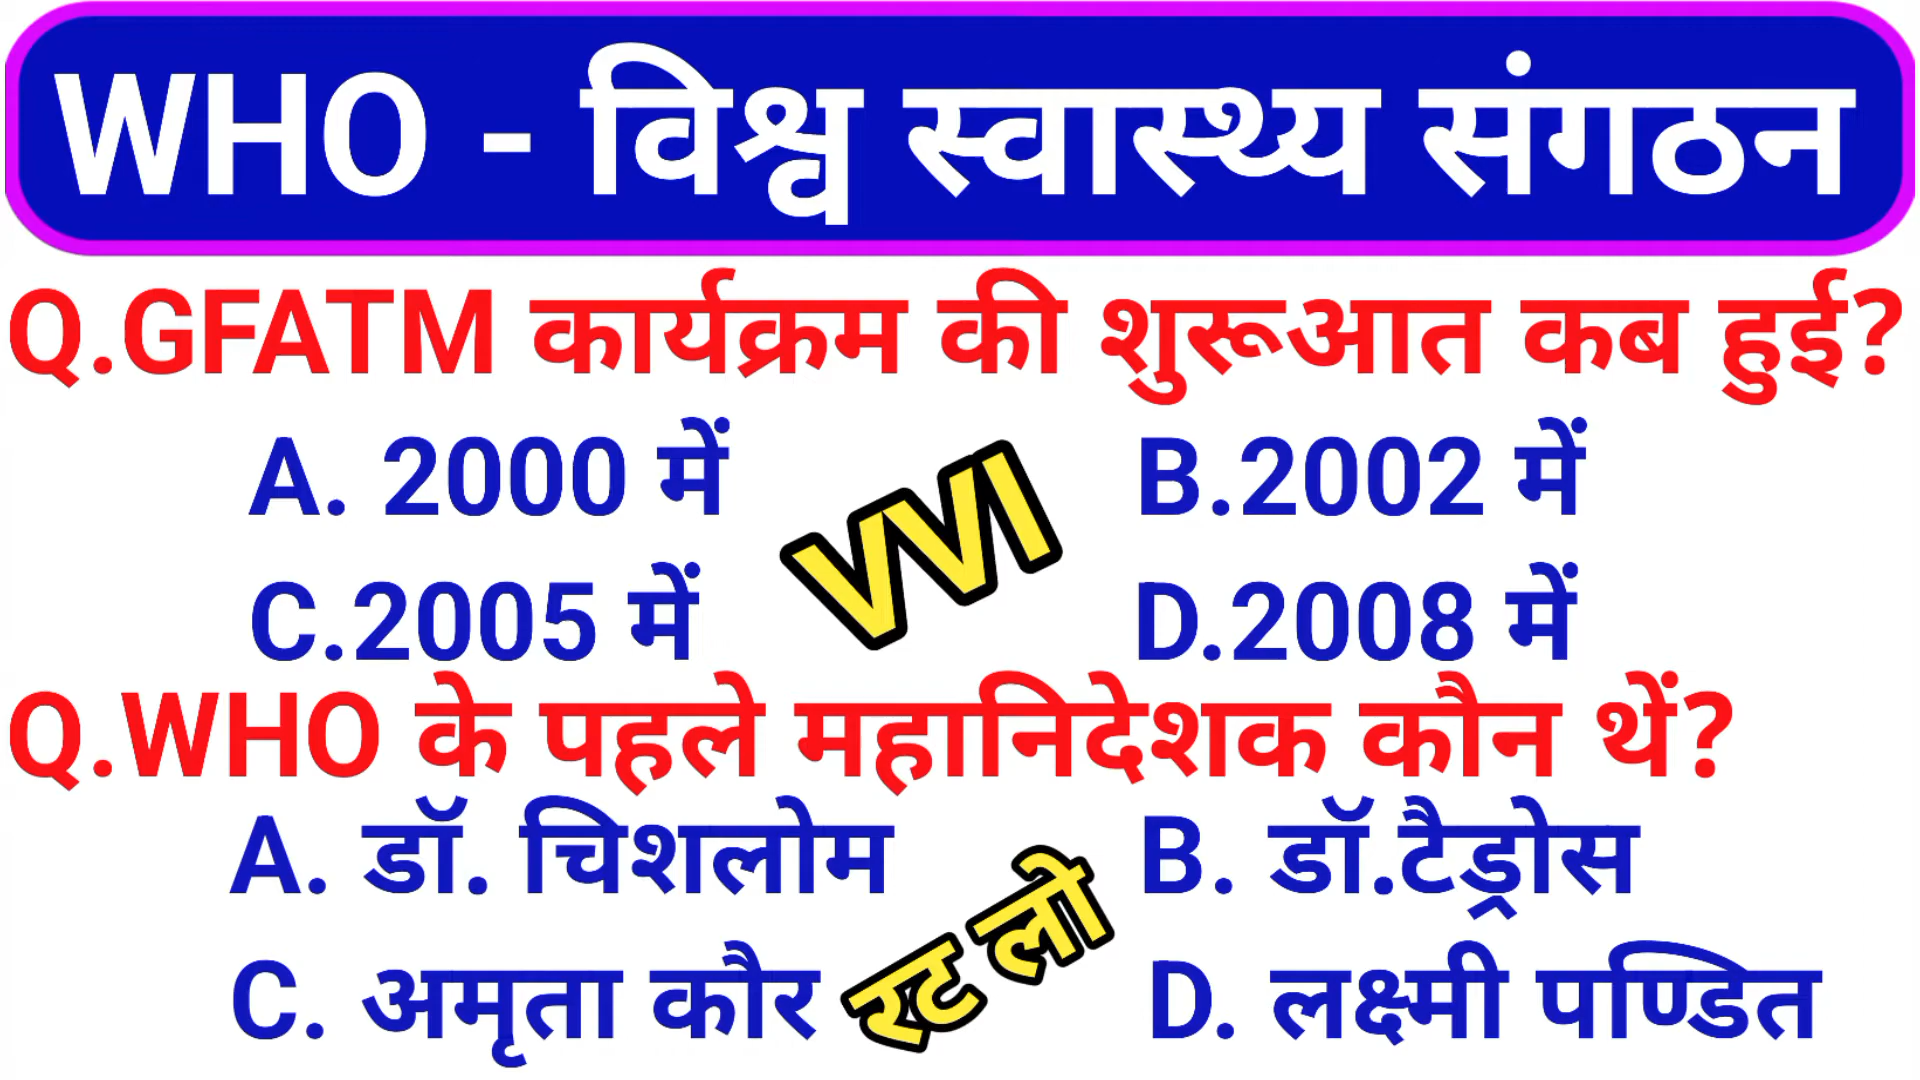 WHO - विश्व स्वास्थ्य संगठन
Q.GFATM कार्यक्रम की शुरूआत कब हुई?
A. 2000 में
B.2002 में
VVI
C.2005 में
D.2008 में
Q.WHO के पहले महानिदेशक कौन थें?
A. डॉ. चिशलोम
B. डॉ.टैड्रोस
रट लो
C. अमृता कौर
D. लक्ष्मी पण्डित